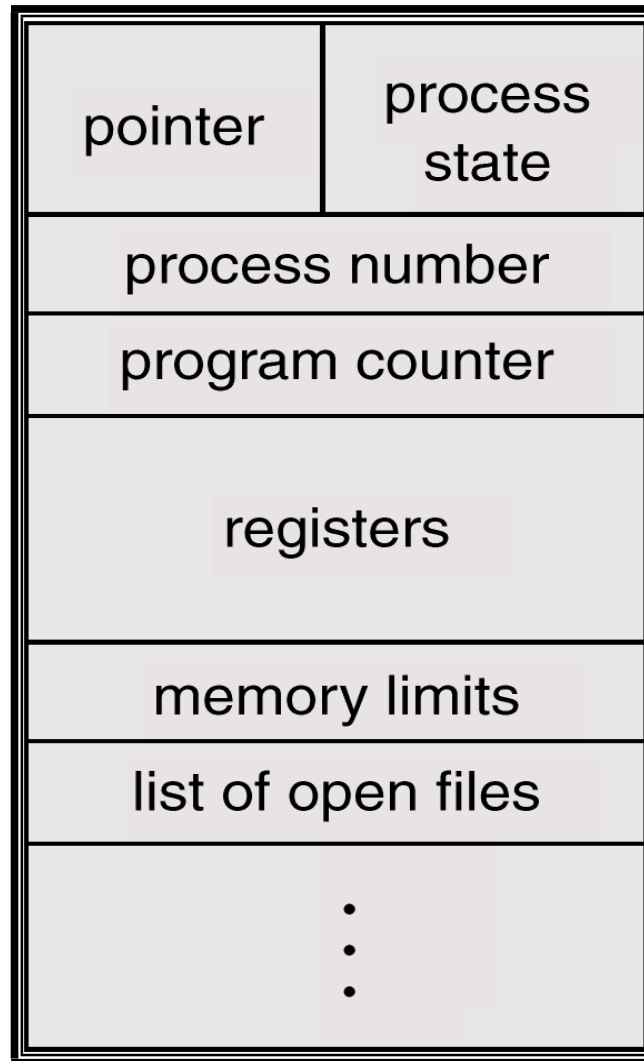 pointer
process
state
process number
program counter
registers
memory limits
list of open files